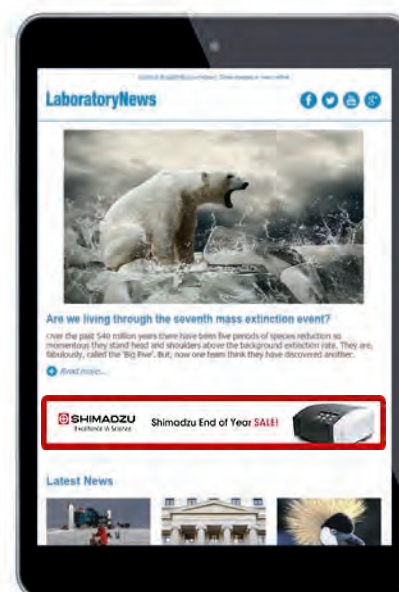 LaboratoryNews
Are we living through the seventh mass extinction event?
Over the past 540 million years there have been five periods of species reduction so
momentous they stand head and shoulders above the background extinction rate. They are,
fabulously, called the 'Big Five'. But, now one team think they have discovered another.
Read more...
SHIMADZU
Excellence in Science
Shimadzu End of Year SALE!
Latest News